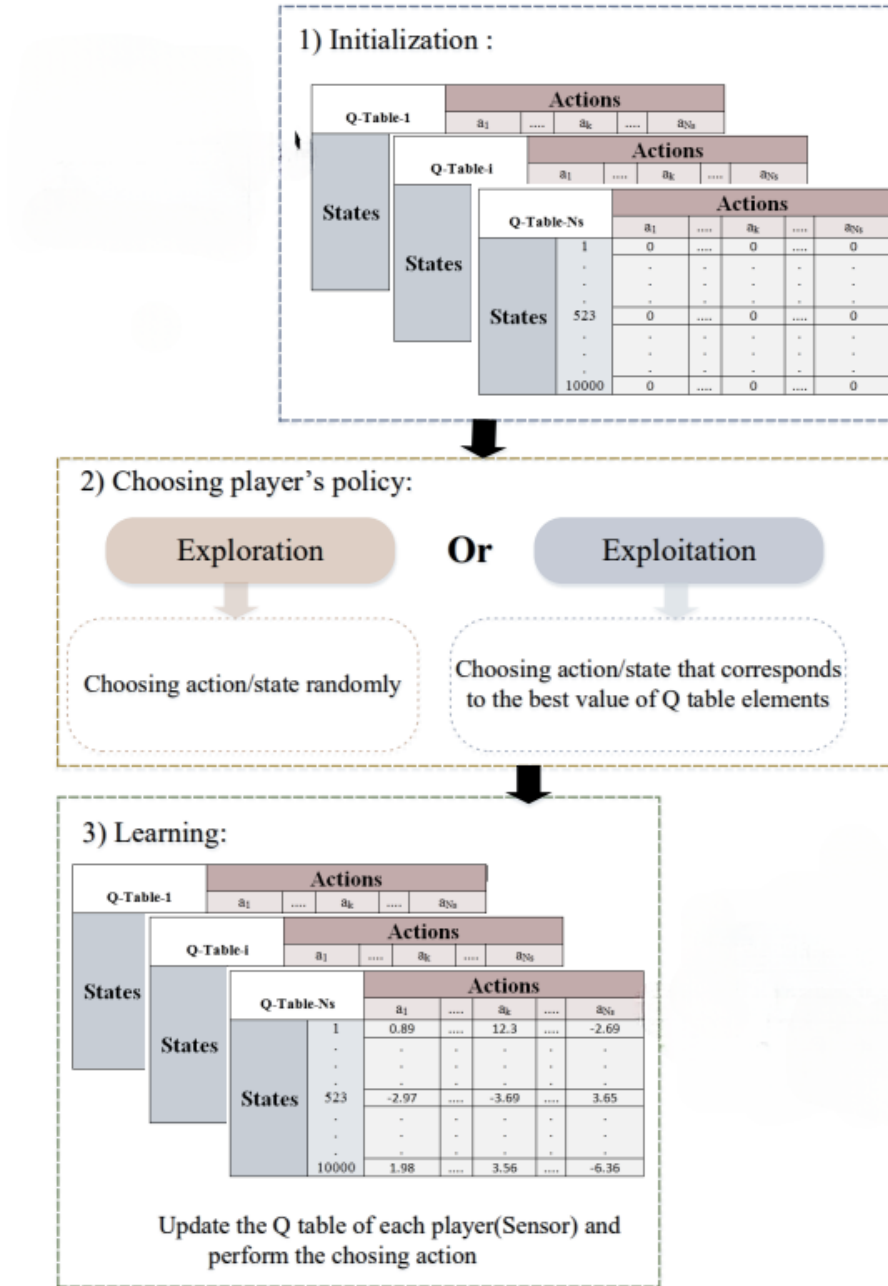 1) Initialization :
Actions
Q-Table-1
a1 .... ak .... aNs
Actions
Q-Table-i
a1 .... ak .... aNs
States
Actions
Q-Table-Ns
a1 .... ak .... aNs
States
1 0 .... 0 .... 0
. . . . . .
. . . . . .
. . . . . .
States 523 0 .... 0 .... 0
. . . . . .
. . . . . .
. . . . . .
10000 0 .... 0 .... 0
2) Choosing player's policy:
Exploration Or Exploitation
Choosing action/state randomly
Choosing action/state that corresponds
to the best value of Q table elements
3) Learning:
Actions
Q-Table-1
a1 .... ak .... aNs
Actions
Q-Table-i
a1 .... ak .... aNs
States
Actions
Q-Table-Ns
a1 .... ak .... aNs
States
1 0.89 .... 12.3 .... -2.69
. . . . . .
. . . . . .
. . . . . .
States 523 -2.97 .... -3.69 .... 3.65
. . . . . .
. . . . . .
. . . . . .
10000 1.98 .... 3.56 .... -6.36
Update the Q table of each player(Sensor) and
perform the chosing action